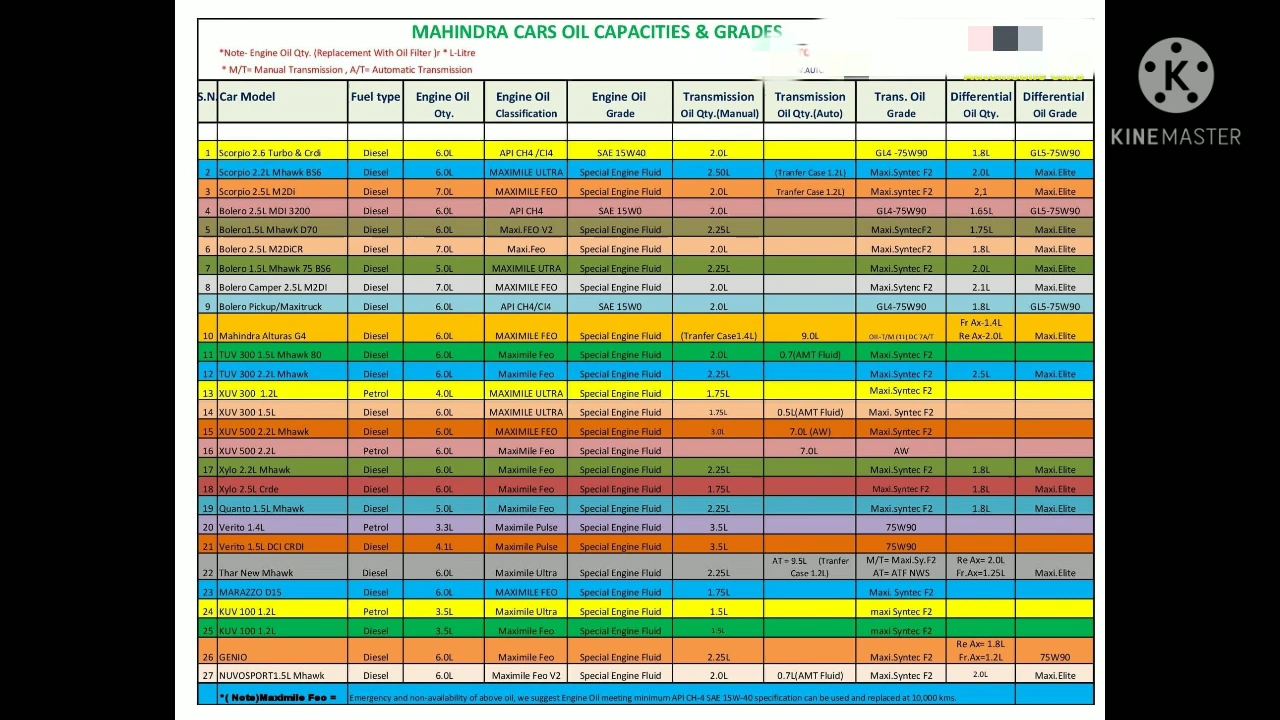 MAHINDRA CARS OIL CAPACITIES & GRADES
*Note- Engine Oil Qty. (Replacement With Oil Filter )r * L-Litre
* M/T= Manual Transmission , A/T= Automatic Transmission
K
KINEMASTER
S.N. Car Model Fuel type Engine Oil Qty. Engine Oil Classification Engine Oil Grade Transmission Oil Qty.(Manual) Transmission Oil Qty.(Auto) Trans. Oil Grade Differential Oil Qty. Differential Oil Grade
1 Scorpio 2.6 Turbo & Crdi Diesel 6.0L API CH4 /CI4 SAE 15W40 2.0L GL4 -75W90 1.8L GL5-75W90
2 Scorpio 2.2L Mhawk BS6 Diesel 6.0L MAXIMILE ULTRA Special Engine Fluid 2.50L (Tranfer Case 1.2L) Maxi.syntec F2 2.0L Maxi.Elite
3 Scorpio 2.5L M2Di Diesel 7.0L MAXIMILE FEO Special Engine Fluid 2.0L Tranfer Case 1.2L) Maxi.Syntec F2 2,1 Maxi.Elite
4 Bolero 2.5L MDI 3200 Diesel 6.0L API CH4 SAE 15W0 2.0L GL4-75W90 1.65L GL5-75W90
5 Bolero1.5L MhawK D70 Diesel 6.0L Maxi.FEO V2 Special Engine Fluid 2.25L Maxi.SyntecF2 1.75L Maxi.Elite
6 Bolero 2.5L M2DiCR Diesel 7.0L Maxi.Feo Special Engine Fluid 2.0L Maxi.SyntecF2 1.8L Maxi.Elite
7 Bolero 1.5L Mhawk 75 BS6 Diesel 5.0L MAXIMILE UTRA Special Engine Fluid 2.25L Maxi.Syntec F2 2.0L Maxi.Elite
8 Bolero Camper 2.5L M2DI Diesel 7.0L MAXIMILE FEO Special Engine Fluid 2.0L Maxi.Sytenc F2 2.1L Maxi.Elite
9 Bolero Pickup/Maxitruck Diesel 6.0L API CH4/CI4 SAE 15W0 2.0L GL4-75W90 1.8L GL5-75W90
10 Mahindra Alturas G4 Diesel 6.0L MAXIMILE FEO Special Engine Fluid (Tranfer Case1.4L) 9.0L Oil-T/M (1)DC 7A/T Fr Ax-1.4L Re Ax-2.0L Maxi.Elite
11 TUV 300 1.5L Mhawk 80 Diesel 6.0L Maximile Feo Special Engine Fluid 2.0L 0.7(AMT Fluid) Maxi.Syntec F2
12 TUV 300 2.2L Mhawk Diesel 6.0L Maximile Feo Special Engine Fluid 2.25L Maxi.Syntec F2 2.5L Maxi.Elite
13 XUV 300 1.2L Petrol 4.0L MAXIMILE ULTRA Special Engine Fluid 1.75L Maxi.Syntec F2
14 XUV 300 1.5L Diesel 6.0L MAXIMILE ULTRA Special Engine Fluid 1.75L 0.5L(AMT Fluid) Maxi. Syntec F2
15 XUV 500 2.2L Mhawk Diesel 6.0L MAXIMILE FEO Special Engine Fluid 3.0L 7.0L (AW) Maxi.Syntec F2
16 XUV 500 2.2L Petrol 6.0L MaxiMile Feo Special Engine Fluid 7.0L AW
17 Xylo 2.2L Mhawk Diesel 6.0L Maximile Feo Special Engine Fluid 2.25L Maxi.Syntec F2 1.8L Maxi.Elite
18 Xylo 2.5L Crde Diesel 6.0L Maximile Feo Special Engine Fluid 1.75L Maxi.Syntec F2 1.8L Maxi.Elite
19 Quanto 1.5L Mhawk Diesel 5.0L Maximile Feo Special Engine Fluid 2.25L Maxi.Syntec F2 1.8L Maxi.Elite
20 Verito 1.4L Petrol 3.3L Maximile Pulse Special Engine Fluid 3.5L 75W90
21 Verito 1.5L DCI CRDI Diesel 4.1L Maximile Pulse Special Engine Fluid 3.5L 75W90
22 Thar New Mhawk Diesel 6.0L Maximile Ultra Special Engine Fluid 2.25L AT = 9.5L (Tranfer Case 1.2L) M/T= Maxi.Sy.F2 AT= ATF NWS Re Ax= 2.0L Fr.Ax=1.25L Maxi.Elite
23 MARAZZO D15 Diesel 6.0L MAXIMILE FEO Special Engine Fluid 1.75L Maxi. Syntec F2
24 KUV 100 1.2L Petrol 3.5L Maximile Ultra Special Engine Fluid 1.5L maxi Syntec F2
25 KUV 100 1.2L Diesel 3.5L Maximile Feo Special Engine Fluid 1.5L maxi Syntec F2
26 GENIO Diesel 6.0L Maximile Feo Special Engine Fluid 2.25L Maxi.Syntec F2 Re Ax= 1.8L Fr.Ax=1.2L 75W90
27 NUVOSPORT1.5L Mhawk Diesel 6.0L Maximile Feo V2 Special Engine Fluid 2.0L 0.7L(AMT Fluid) Maxi.Syntec F2 2.0L Maxi.Elite
*( Note)Maximile Feo = Emergency and non-availability of above oil, we suggest Engine Oil meeting minimum API CH-4 SAE 15W-40 specification can be used and replaced at 10,000 kms.